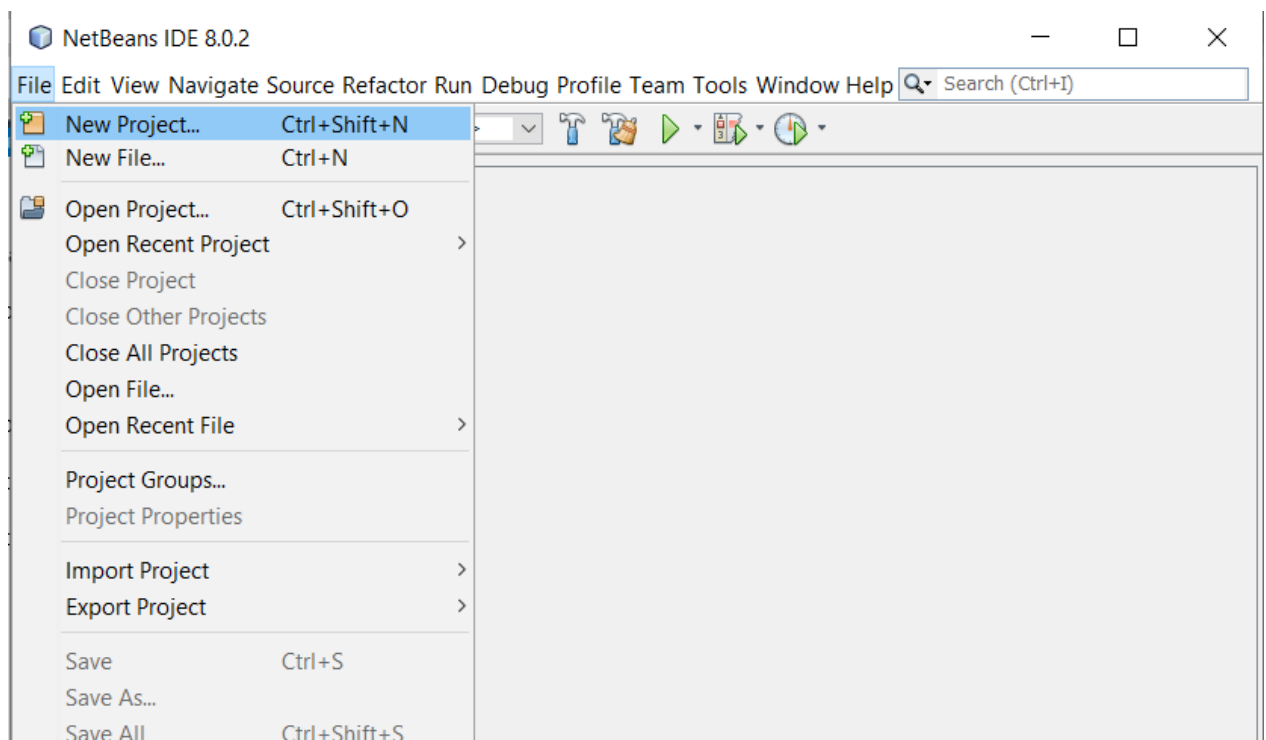 NetBeans IDE 8.0.2
File Edit View Navigate Source Refactor Run Debug Profile Team Tools Window Help Search (Ctrl+I)
New Project... Ctrl+Shift+N
New File... Ctrl+N
Open Project... Ctrl+Shift+O
Open Recent Project
Close Project
Close Other Projects
Close All Projects
Open File...
Open Recent File
Project Groups...
Project Properties
Import Project
Export Project
Save Ctrl+S
Save As...
Save All Ctrl+Shift+S